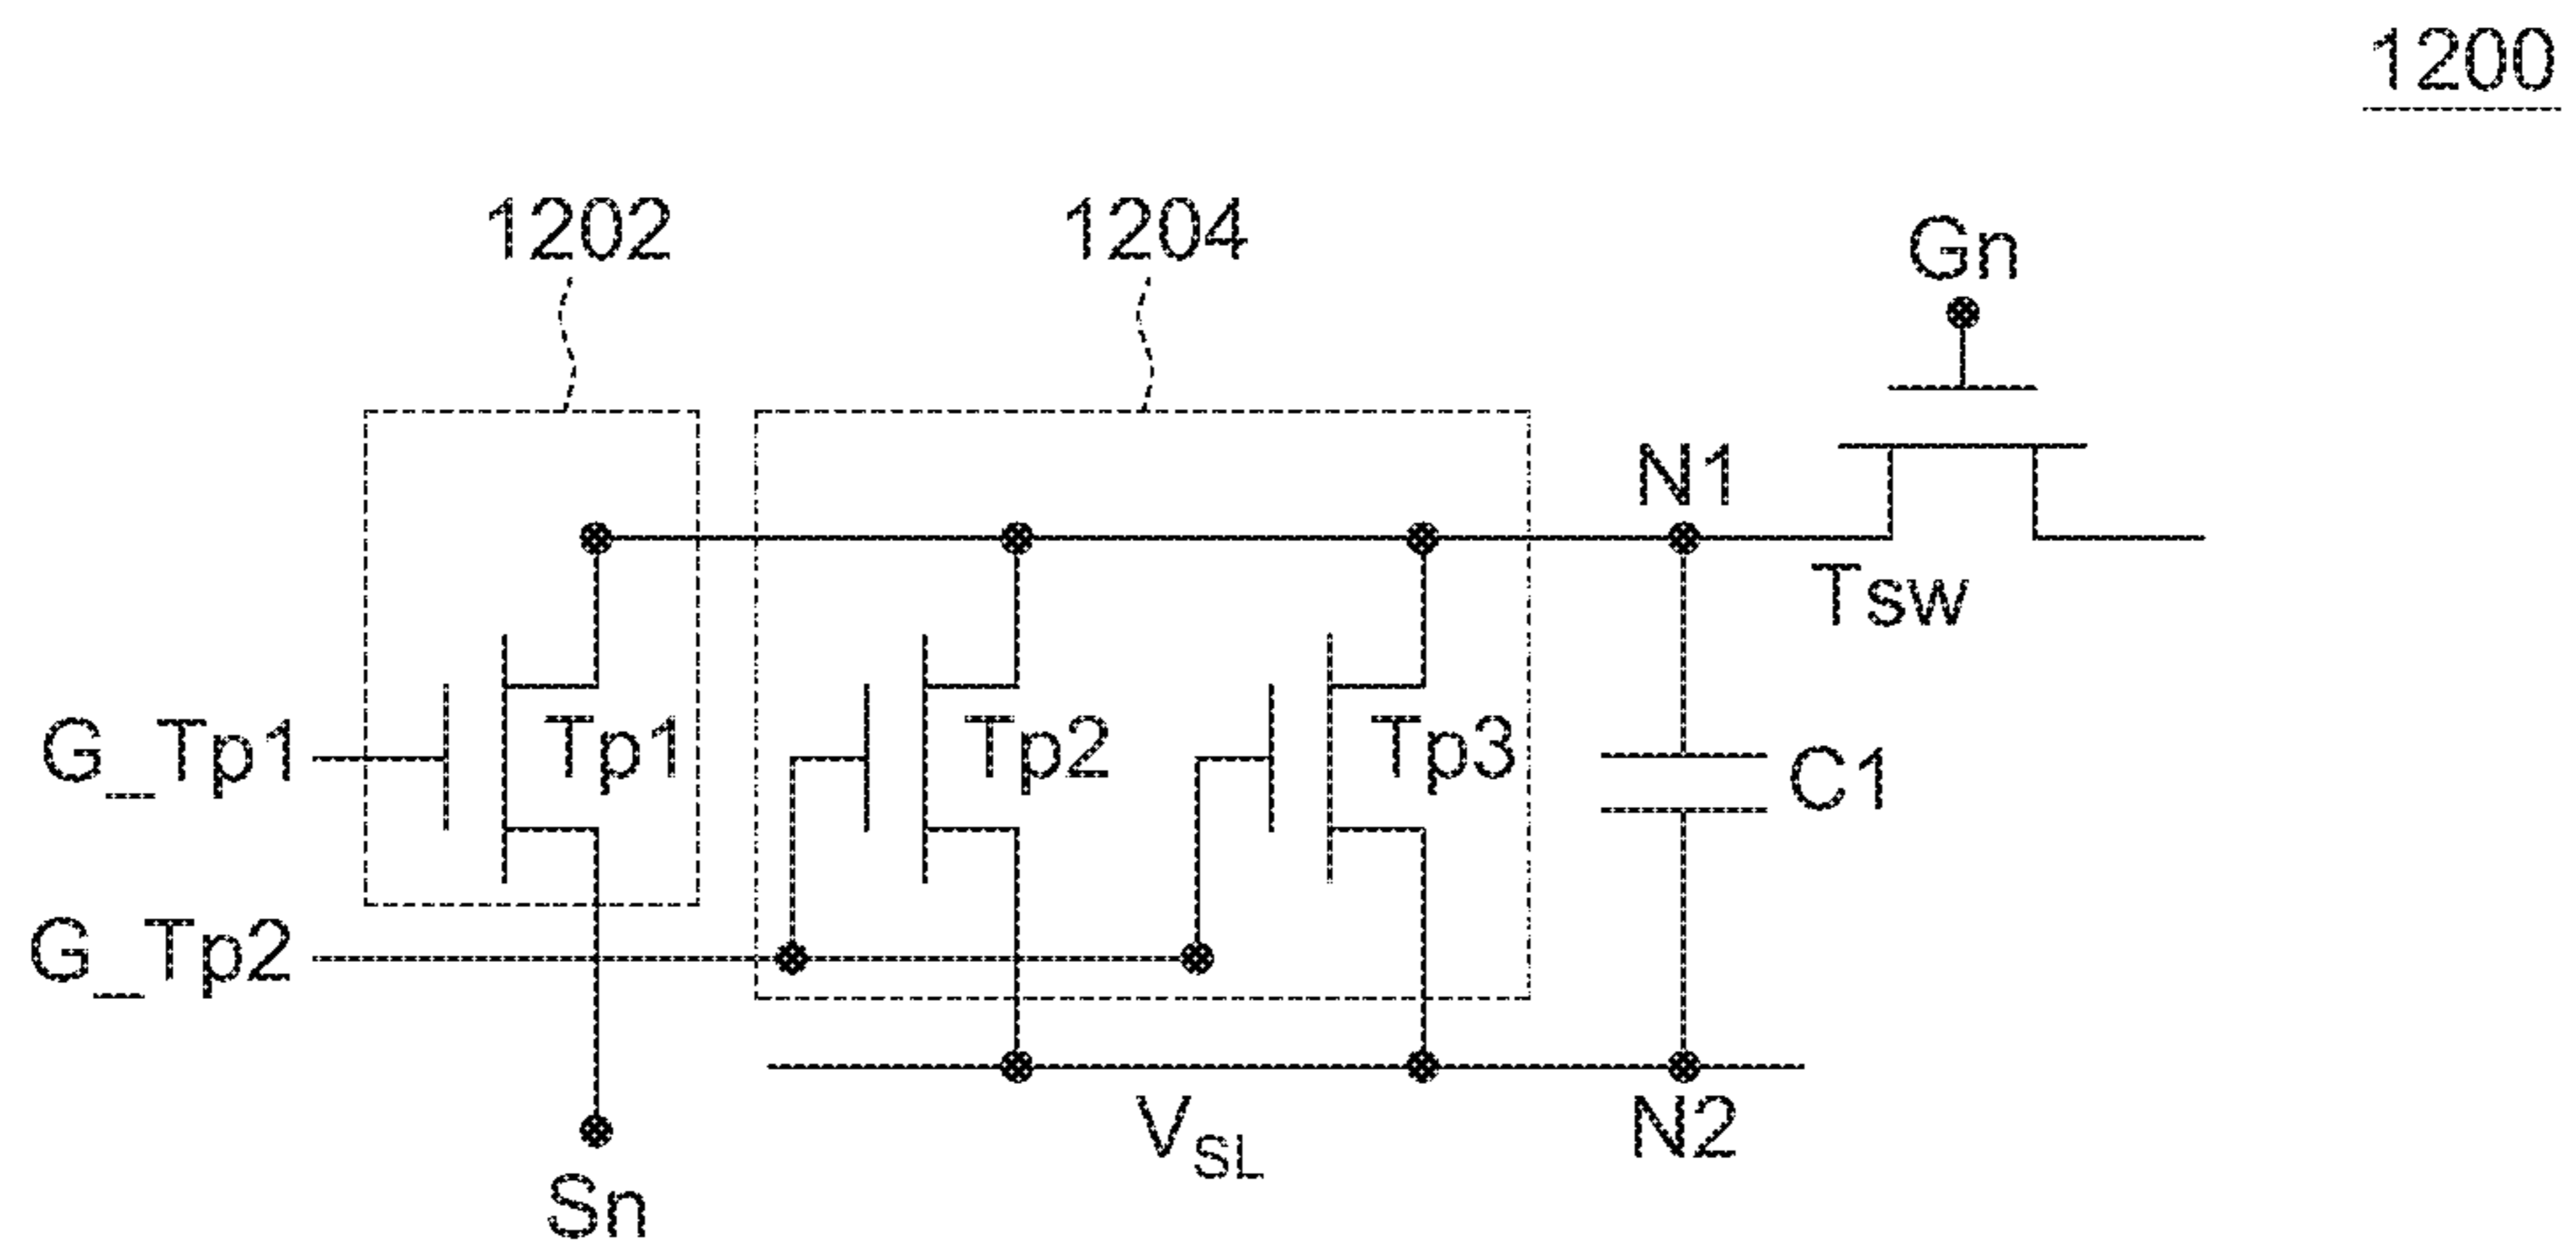 1200
1202
1204
Gn
N1
Tsw
G_Tp1
Tp1
Tp2
Tp3
C1
G_Tp2
VSL
N2
Sn